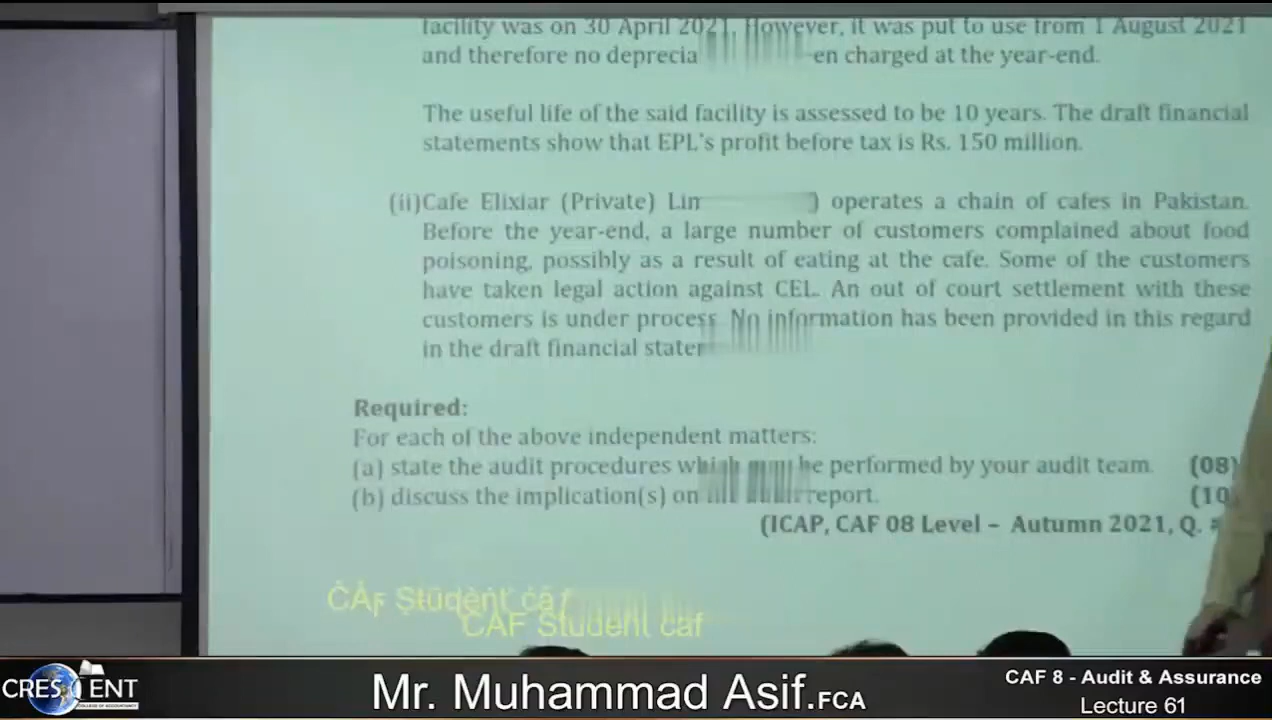 facility was on 30 April 2021. However, it was put to use from 1 August 2021
and therefore no deprecia en charged at the year-end.
The useful life of the said facility is assessed to be 10 years. The draft financial
statements show that EPL's profit before tax is Rs. 150 million.
(ii)Cafe Elixiar (Private) Lim ) operates a chain of cafes in Pakistan.
Before the year-end, a large number of customers complained about food
poisoning, possibly as a result of eating at the cafe. Some of the customers
have taken legal action against CEL. An out of court settlement with these
customers is under process. No information has been provided in this regard
in the draft financial stater
Required:
For each of the above independent matters:
(a) state the audit procedures which must be performed by your audit team. (08)
(b) discuss the implication(s) on report. (10
(ICAP, CAF 08 Level – Autumn 2021, Q. #
CAF Student caf
CAF Student caf
CRESCENT
COLLEGE OF ACCOUNTANCY
Mr. Muhammad Asif.FCA
CAF 8 - Audit & Assurance
Lecture 61